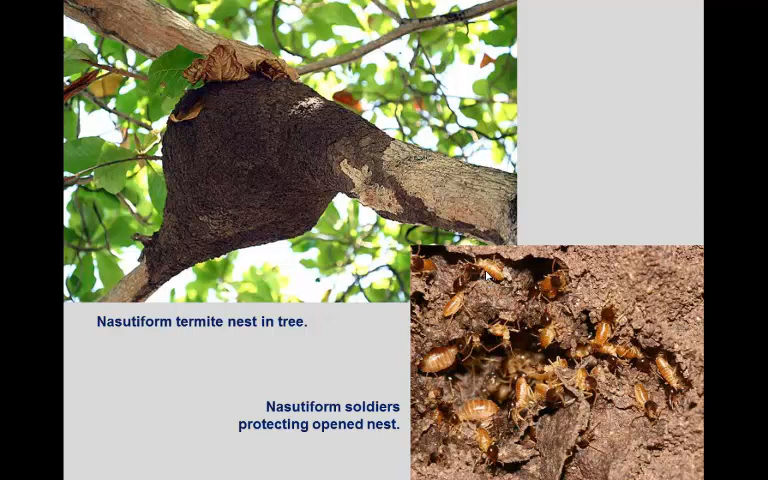 Nasutiform termite nest in tree.
Nasutiform soldiers
protecting opened nest.